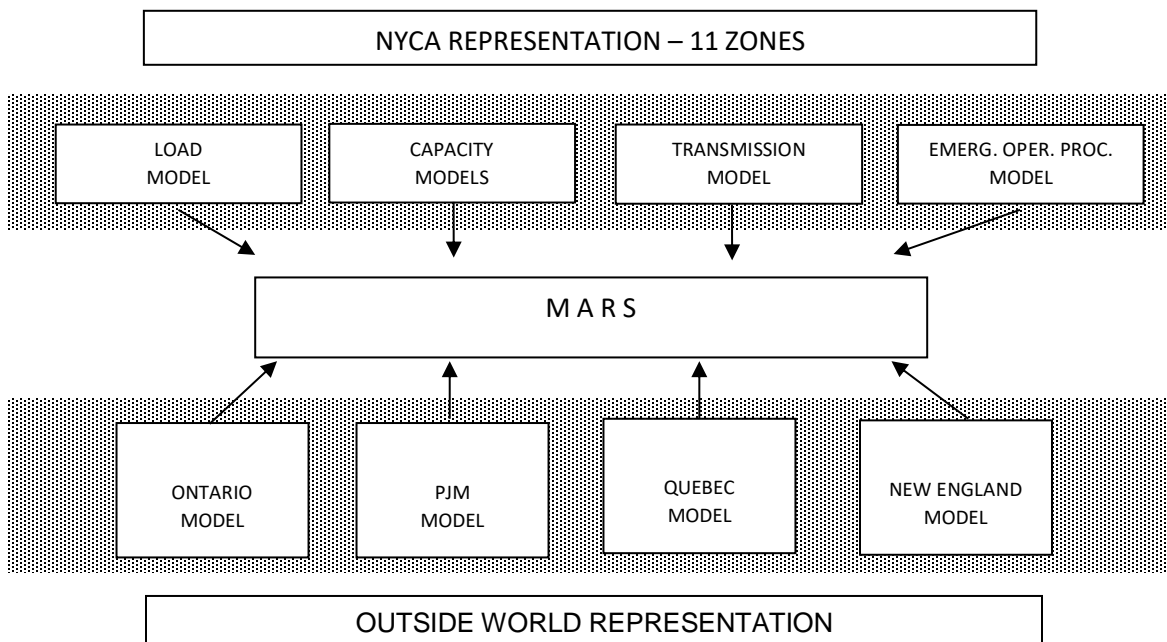 NYCA REPRESENTATION – 11 ZONES
LOAD
MODEL
CAPACITY
MODELS
TRANSMISSION
MODEL
EMERG. OPER. PROC.
MODEL
M A R S
ONTARIO
MODEL
PJM
MODEL
QUEBEC
MODEL
NEW ENGLAND
MODEL
OUTSIDE WORLD REPRESENTATION